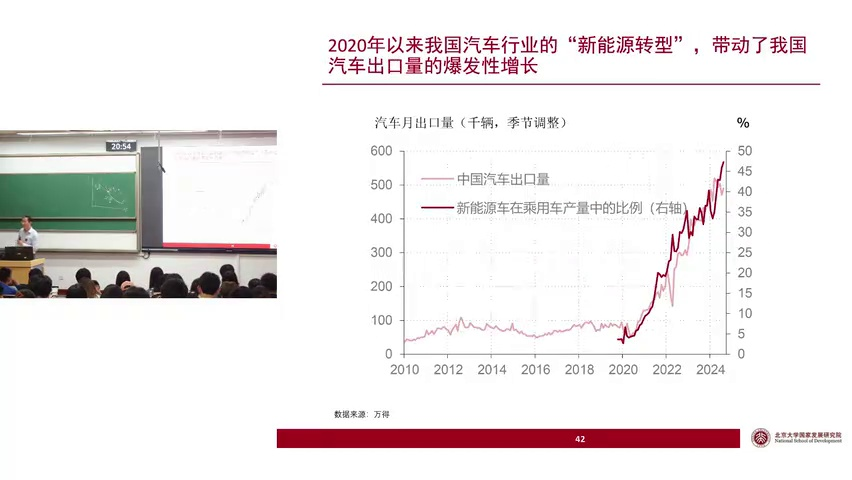 2020年以来我国汽车行业的“新能源转型”，带动了我国
汽车出口量的爆发性增长
汽车月出口量（千辆，季节调整）
%
600
500
400
300
200
100
0
中国汽车出口量
新能源车在乘用车产量中的比例（右轴）
50
45
40
35
30
25
20
15
10
5
0
2010 2012 2014 2016 2018 2020 2022 2024
20:54
数据来源：万得
42
北京大学国家发展研究院
National School of Development